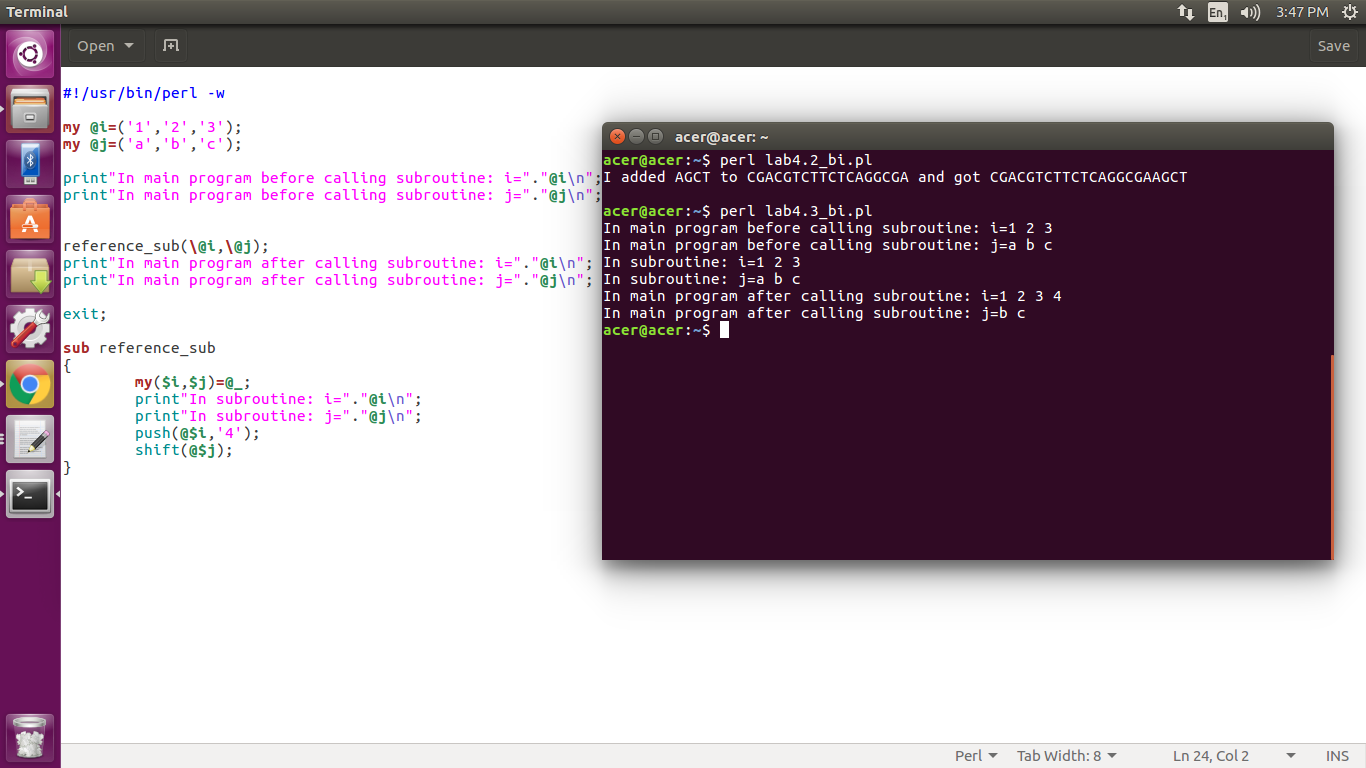 Terminal
En1
3:47 PM
Open
Save
#!/usr/bin/perl -w
my @i=('1','2','3');
my @j=('a','b','c');
print"In main program before calling subroutine: i="."@i\n";
print"In main program before calling subroutine: j="."@j\n";
reference_sub(\@i,\@j);
print"In main program after calling subroutine: i="."@i\n";
print"In main program after calling subroutine: j="."@j\n";
exit;
sub reference_sub
{
my($i,$j)=@_;
print"In subroutine: i="."@i\n";
print"In subroutine: j="."@j\n";
push(@$i,'4');
shift(@$j);
}
acer@acer: ~
acer@acer:~$ perl lab4.2_bi.pl
I added AGCT to CGACGTCTTCTCAGGCGA and got CGACGTCTTCTCAGGCGAAGCT
acer@acer:~$ perl lab4.3_bi.pl
In main program before calling subroutine: i=1 2 3
In main program before calling subroutine: j=a b c
In subroutine: i=1 2 3
In subroutine: j=a b c
In main program after calling subroutine: i=1 2 3 4
In main program after calling subroutine: j=b c
acer@acer:~$
Perl
Tab Width: 8
Ln 24, Col 2
INS